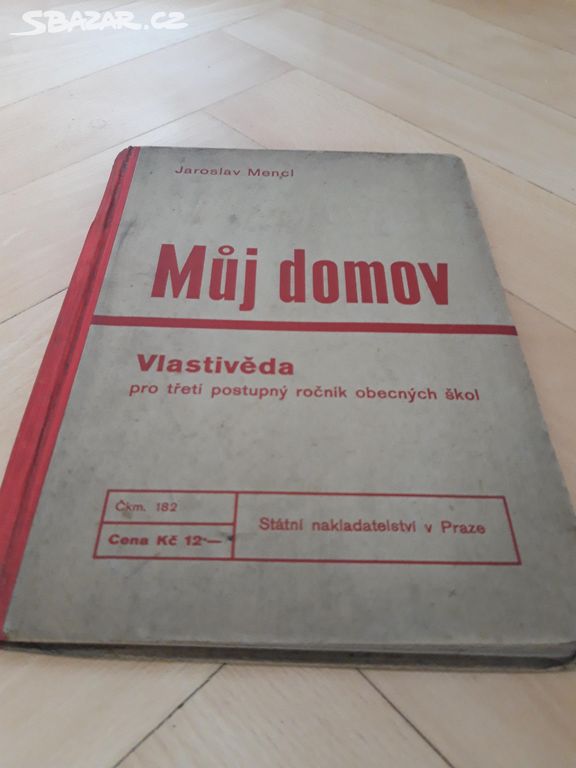 SBAZAR.CZ
Jaroslav Mencl
Můj domov
Vlastivěda
pro třetí postupný ročník obecných škol
Čkm. 182
Cena Kč 12·—
Státní nakladatelství v Praze